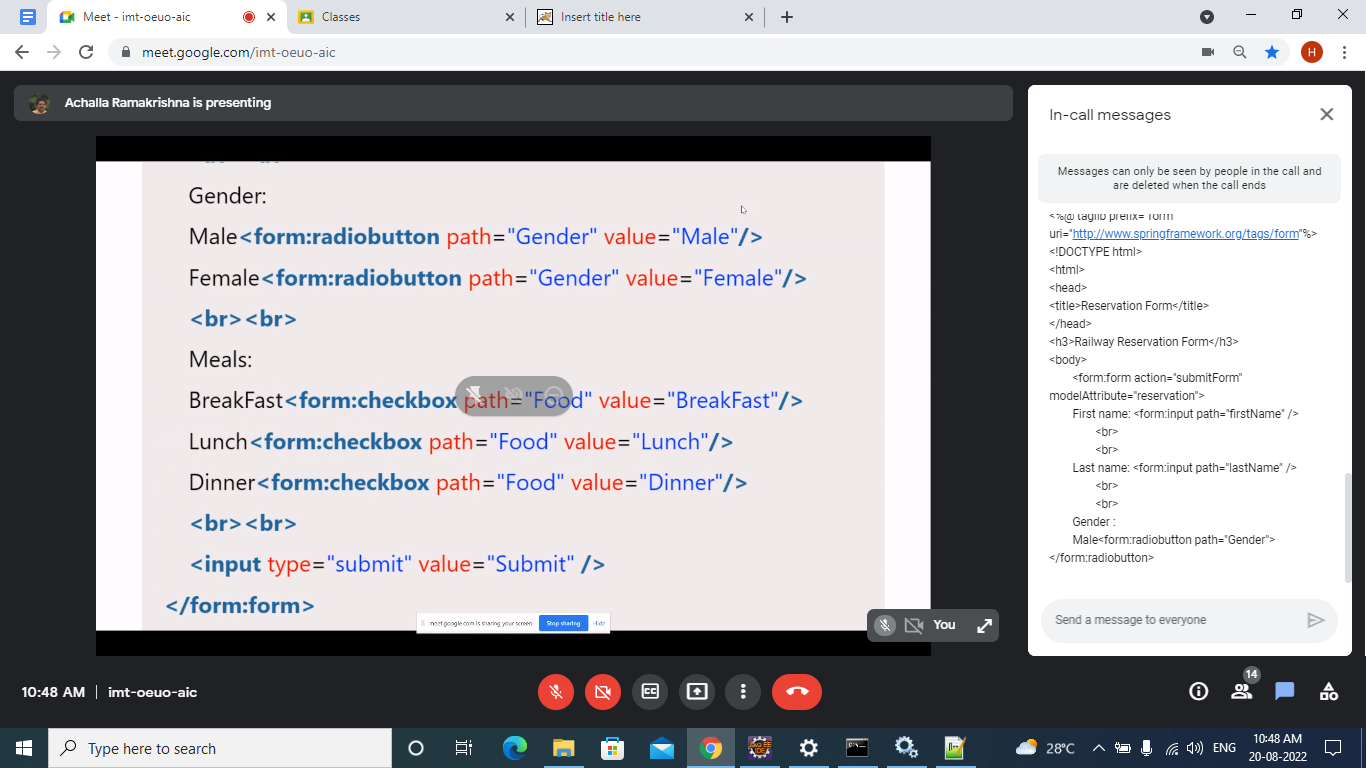 Meet - imt-oeuo-aic
Classes
Insert title here
meet.google.com/imt-oeuo-aic
H
Achalla Ramakrishna is presenting
Gender:
Male<form:radiobutton path="Gender" value="Male"/>
Female<form:radiobutton path="Gender" value="Female"/>
<br><br>
Meals:
BreakFast<form:checkbox path="Food" value="BreakFast"/>
Lunch<form:checkbox path="Food" value="Lunch"/>
Dinner<form:checkbox path="Food" value="Dinner"/>
<br><br>
<input type="submit" value="Submit" />
</form:form>
meet.google.com is sharing your screen. Stop sharing Hide
You
In-call messages
Messages can only be seen by people in the call and
are deleted when the call ends
<%@ taglib prefix="form"
uri="http://www.springframework.org/tags/form"%>
<!DOCTYPE html>
<html>
<head>
<title>Reservation Form</title>
</head>
<h3>Railway Reservation Form</h3>
<body>
<form:form action="submitForm"
modelAttribute="reservation">
First name: <form:input path="firstName" />
<br>
<br>
Last name: <form:input path="lastName" />
<br>
<br>
Gender :
Male<form:radiobutton path="Gender">
</form:radiobutton>
Send a message to everyone
10:48 AM | imt-oeuo-aic
14
Type here to search
28°C
ENG
10:48 AM
20-08-2022